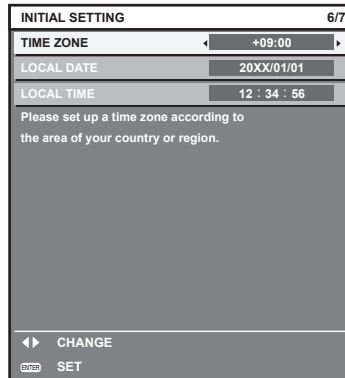 INITIAL SETTING 6/7
TIME ZONE +09:00
LOCAL DATE 20XX/01/01
LOCAL TIME 12 : 34 : 56
Please set up a time zone according to
the area of your country or region.
CHANGE
ENTER SET